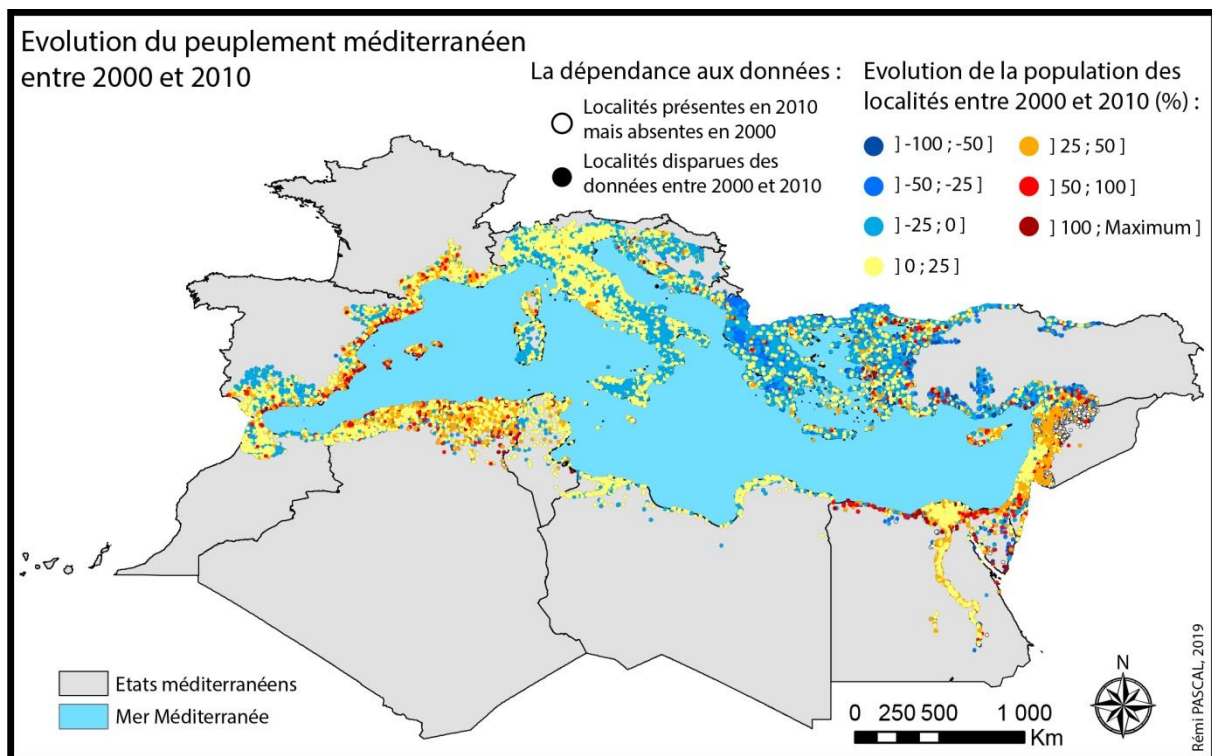 Evolution du peuplement méditerranéen
entre 2000 et 2010
La dépendance aux données :
Localités présentes en 2010
mais absentes en 2000
Localités disparues des
données entre 2000 et 2010
Evolution de la population des
localités entre 2000 et 2010 (%) :
] -100 ; -50 ]
] -50 ; -25 ]
] -25 ; 0 ]
] 0 ; 25 ]
] 25 ; 50 ]
] 50 ; 100 ]
] 100 ; Maximum ]
Etats méditerranéens
Mer Méditerranée
0 250 500 1 000
Km
N
Rémi PASCAL, 2019